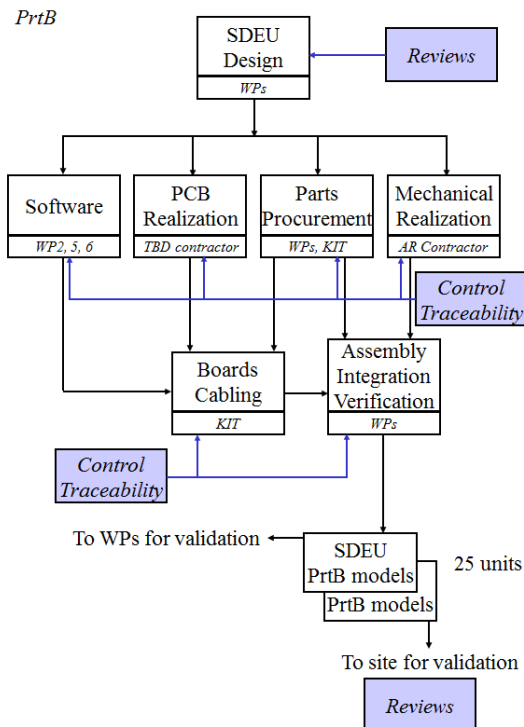 PrtB
SDEU
Design
WPs
Reviews
Software
WP2, 5, 6
PCB
Realization
TBD contractor
Parts
Procurement
WPs, KIT
Mechanical
Realization
AR Contractor
Control
Traceability
Boards
Cabling
KIT
Assembly
Integration
Verification
WPs
Control
Traceability
To WPs for validation
SDEU
PrtB models
PrtB models
25 units
To site for validation
Reviews